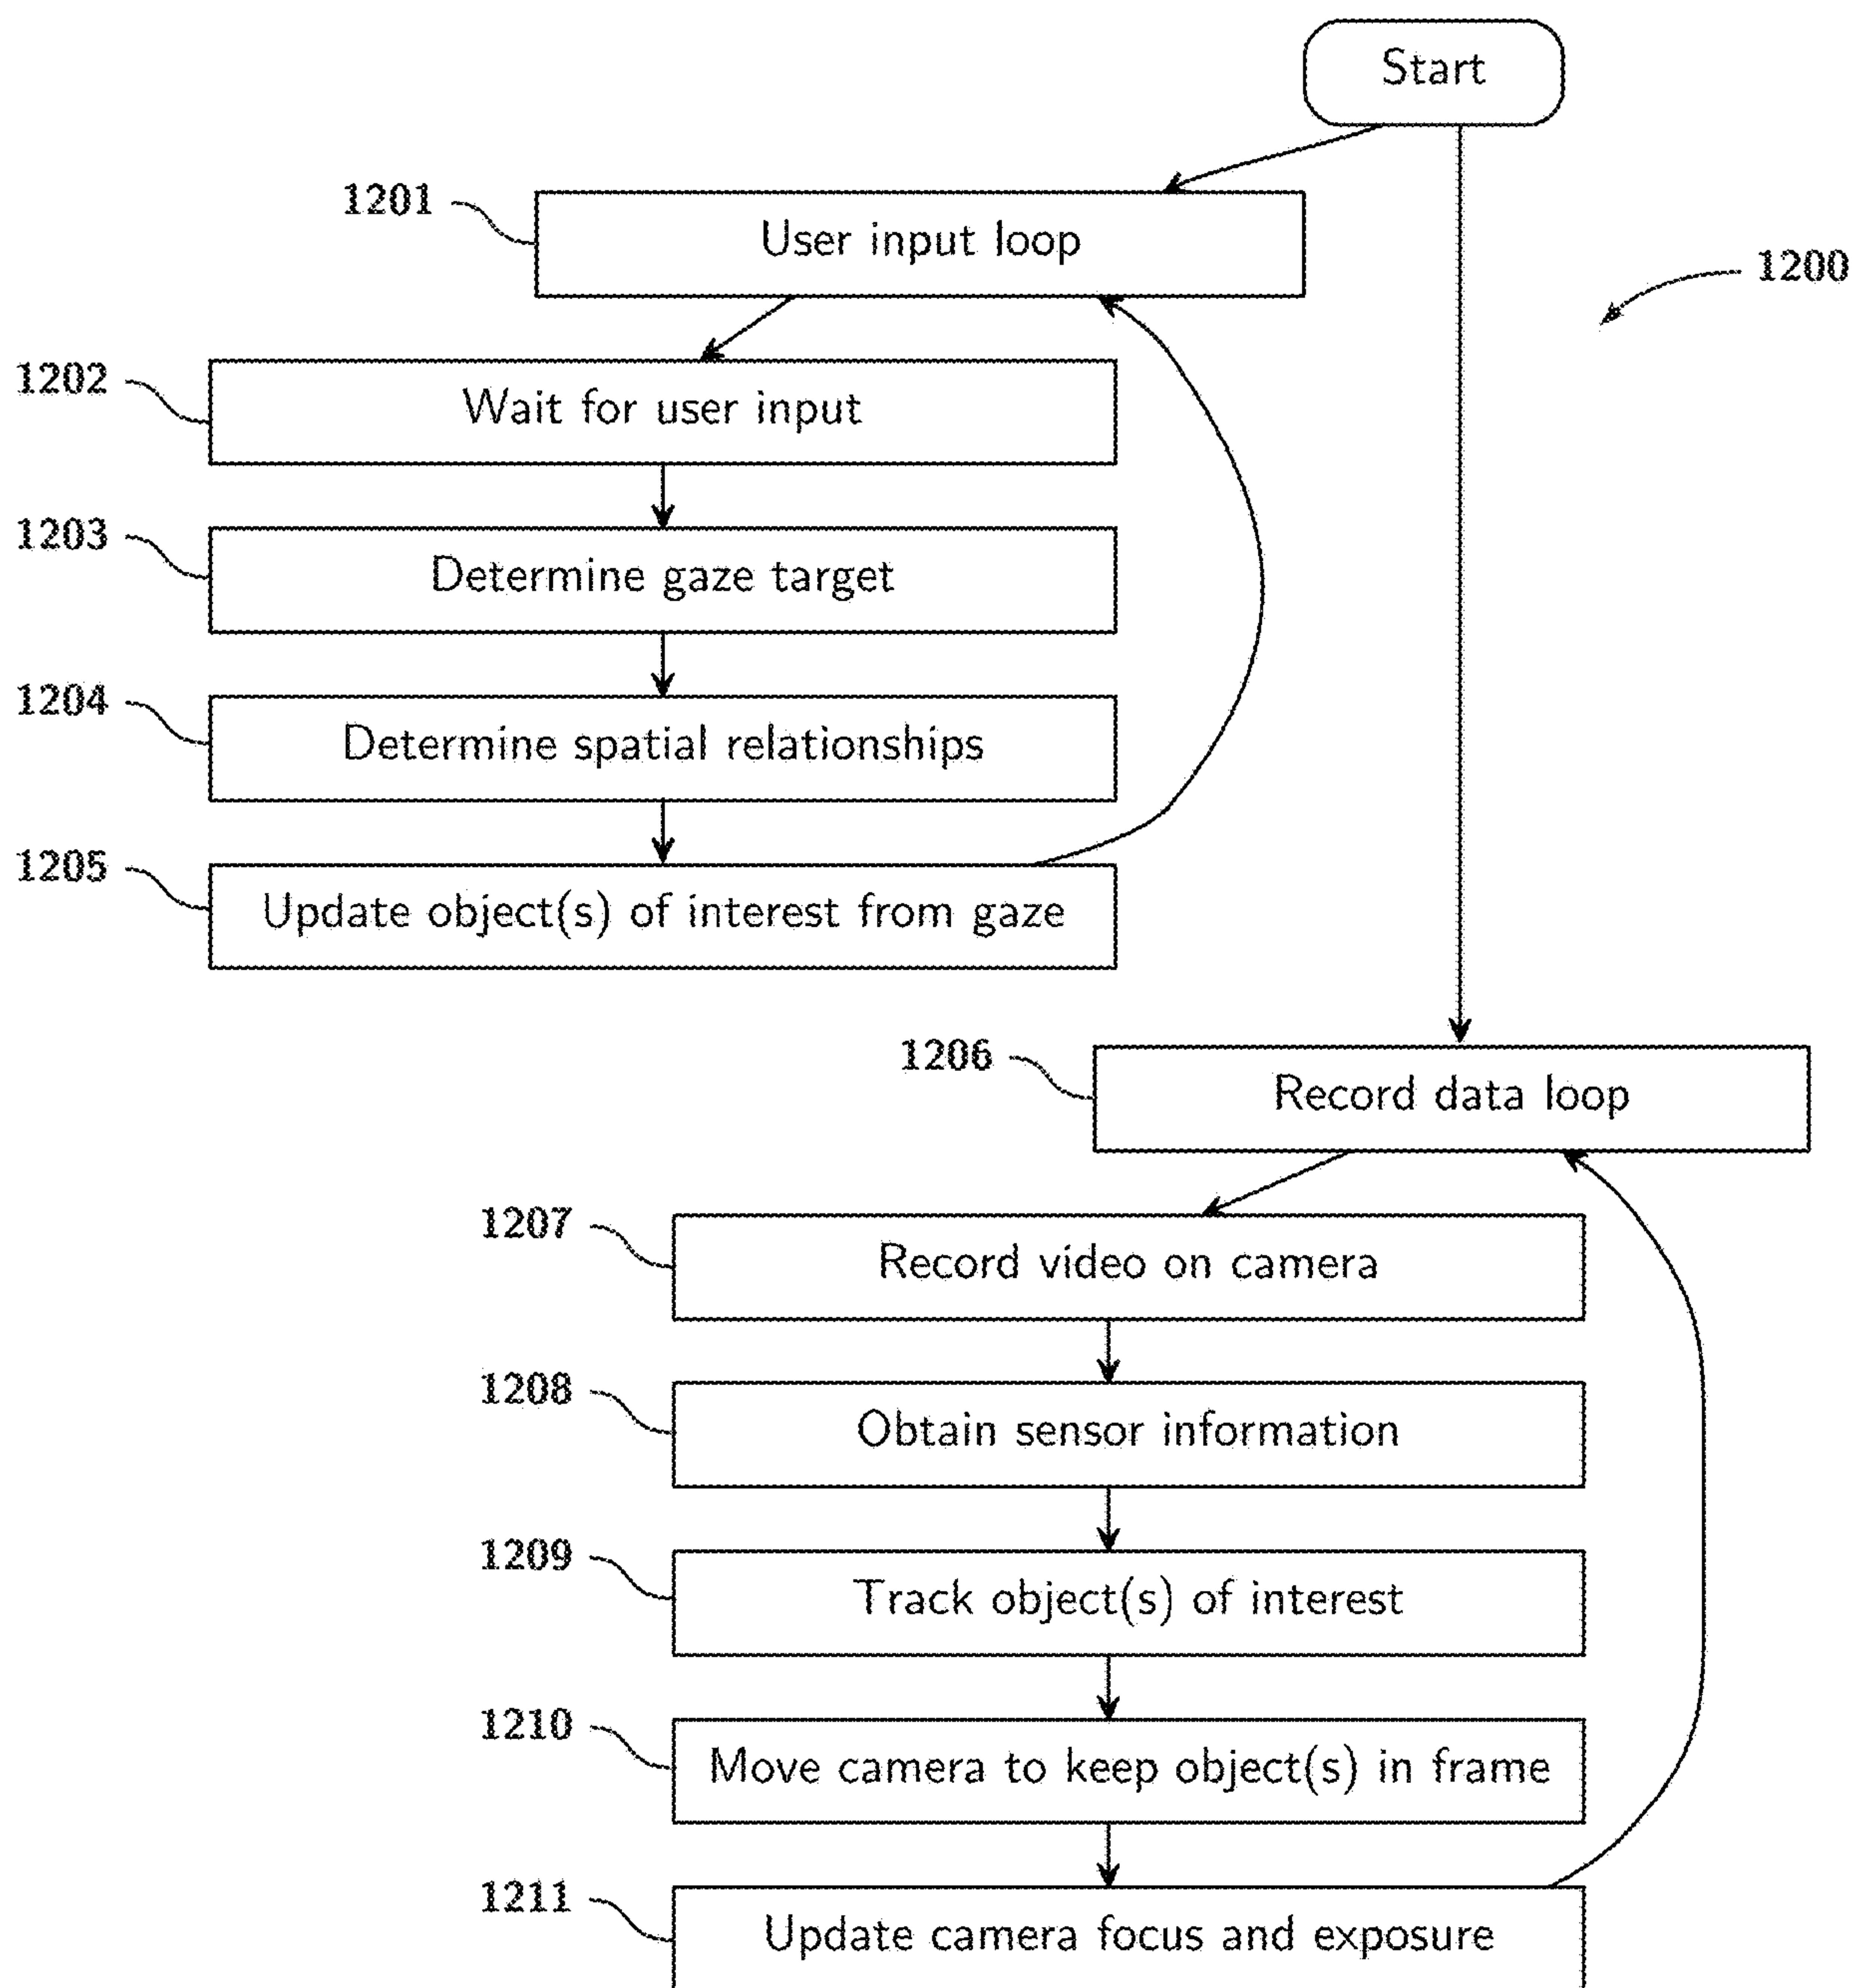 Start
1201
User input loop
1200
1202
Wait for user input
1203
Determine gaze target
1204
Determine spatial relationships
1205
Update object(s) of interest from gaze
1206
Record data loop
1207
Record video on camera
1208
Obtain sensor information
1209
Track object(s) of interest
1210
Move camera to keep object(s) in frame
1211
Update camera focus and exposure